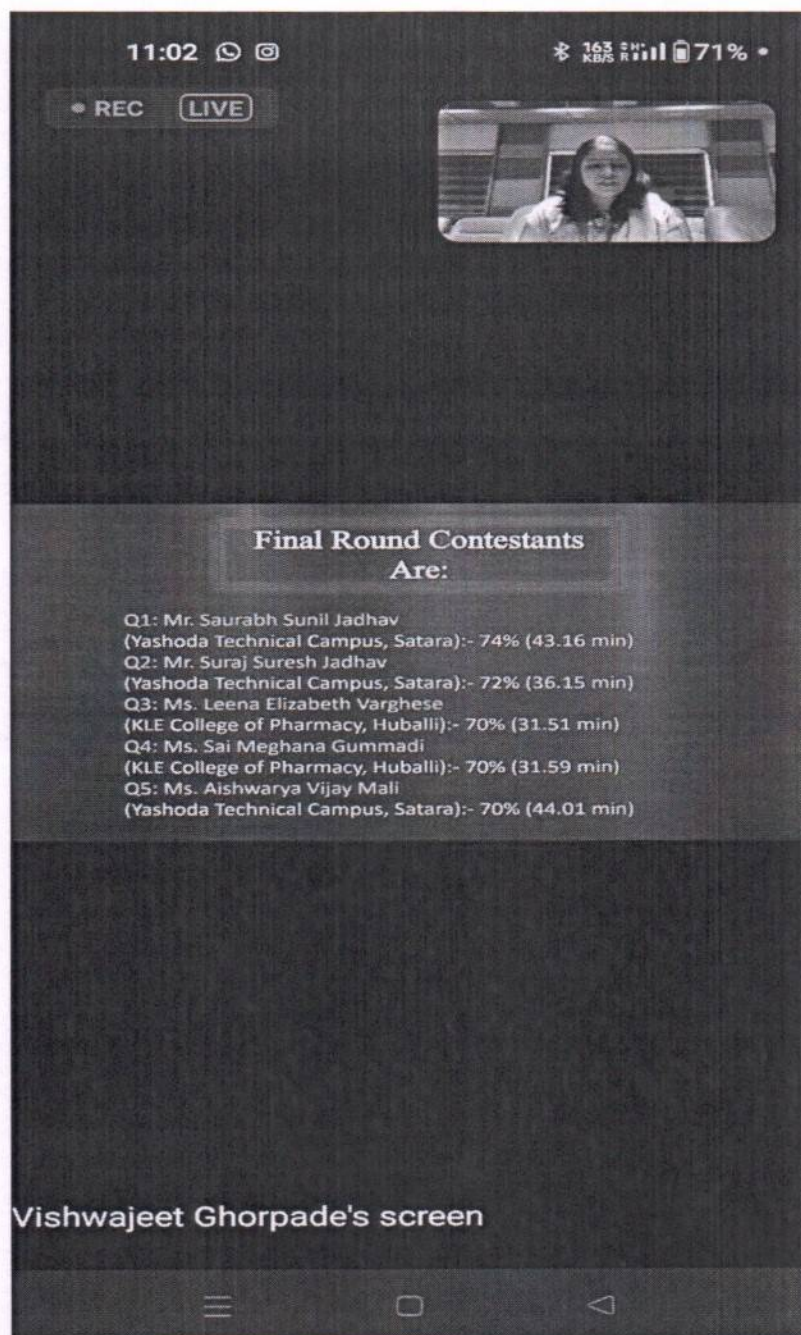 11:02
163 KB/S R 71%
REC LIVE
Final Round Contestants
Are:
Q1: Mr. Saurabh Sunil Jadhav
(Yashoda Technical Campus, Satara):- 74% (43.16 min)
Q2: Mr. Suraj Suresh Jadhav
(Yashoda Technical Campus, Satara):- 72% (36.15 min)
Q3: Ms. Leena Elizabeth Varghese
(KLE College of Pharmacy, Huballi):- 70% (31.51 min)
Q4: Ms. Sai Meghana Gummadi
(KLE College of Pharmacy, Huballi):- 70% (31.59 min)
Q5: Ms. Aishwarya Vijay Mali
(Yashoda Technical Campus, Satara):- 70% (44.01 min)
Vishwajeet Ghorpade's screen